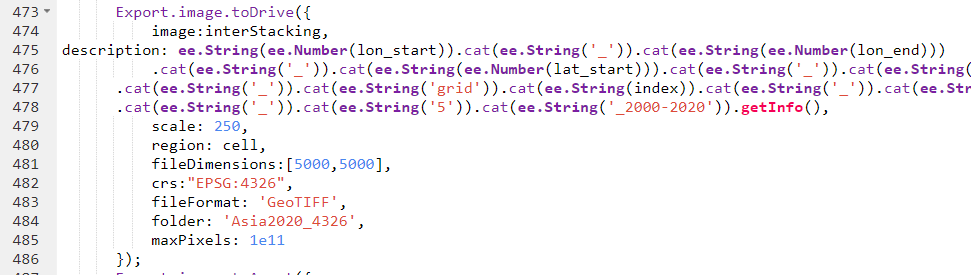 473 Export.image.toDrive({
474 image:interStacking,
475 description: ee.String(ee.Number(lon_start)).cat(ee.String('_')).cat(ee.String(ee.Number(lon_end)))
476 .cat(ee.String('_')).cat(ee.String(ee.Number(lat_start))).cat(ee.String('_')).cat(ee.String(
477 .cat(ee.String('_')).cat(ee.String('grid')).cat(ee.String(index)).cat(ee.String('_')).cat(ee.Str
478 .cat(ee.String('_')).cat(ee.String('5')).cat(ee.String('_2000-2020')).getInfo(),
479 scale: 250,
480 region: cell,
481 fileDimensions:[5000,5000],
482 crs:"EPSG:4326",
483 fileFormat: 'GeoTIFF',
484 folder: 'Asia2020_4326',
485 maxPixels: 1e11
486 });